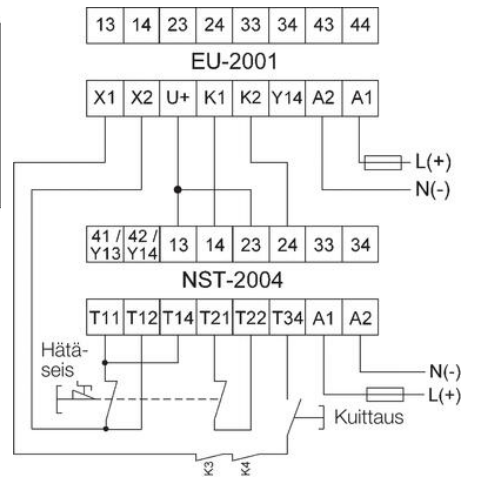 13 14 23 24 33 34 43 44
EU-2001
X1 X2 U+ K1 K2 Y14 A2 A1
L(+)
N(-)
41 / Y13 42 / Y14 13 14 23 24 33 34
NST-2004
T11 T12 T14 T21 T22 T34 A1 A2
Hätä-
seis
N(-)
L(+)
Kuittaus
K3 K4